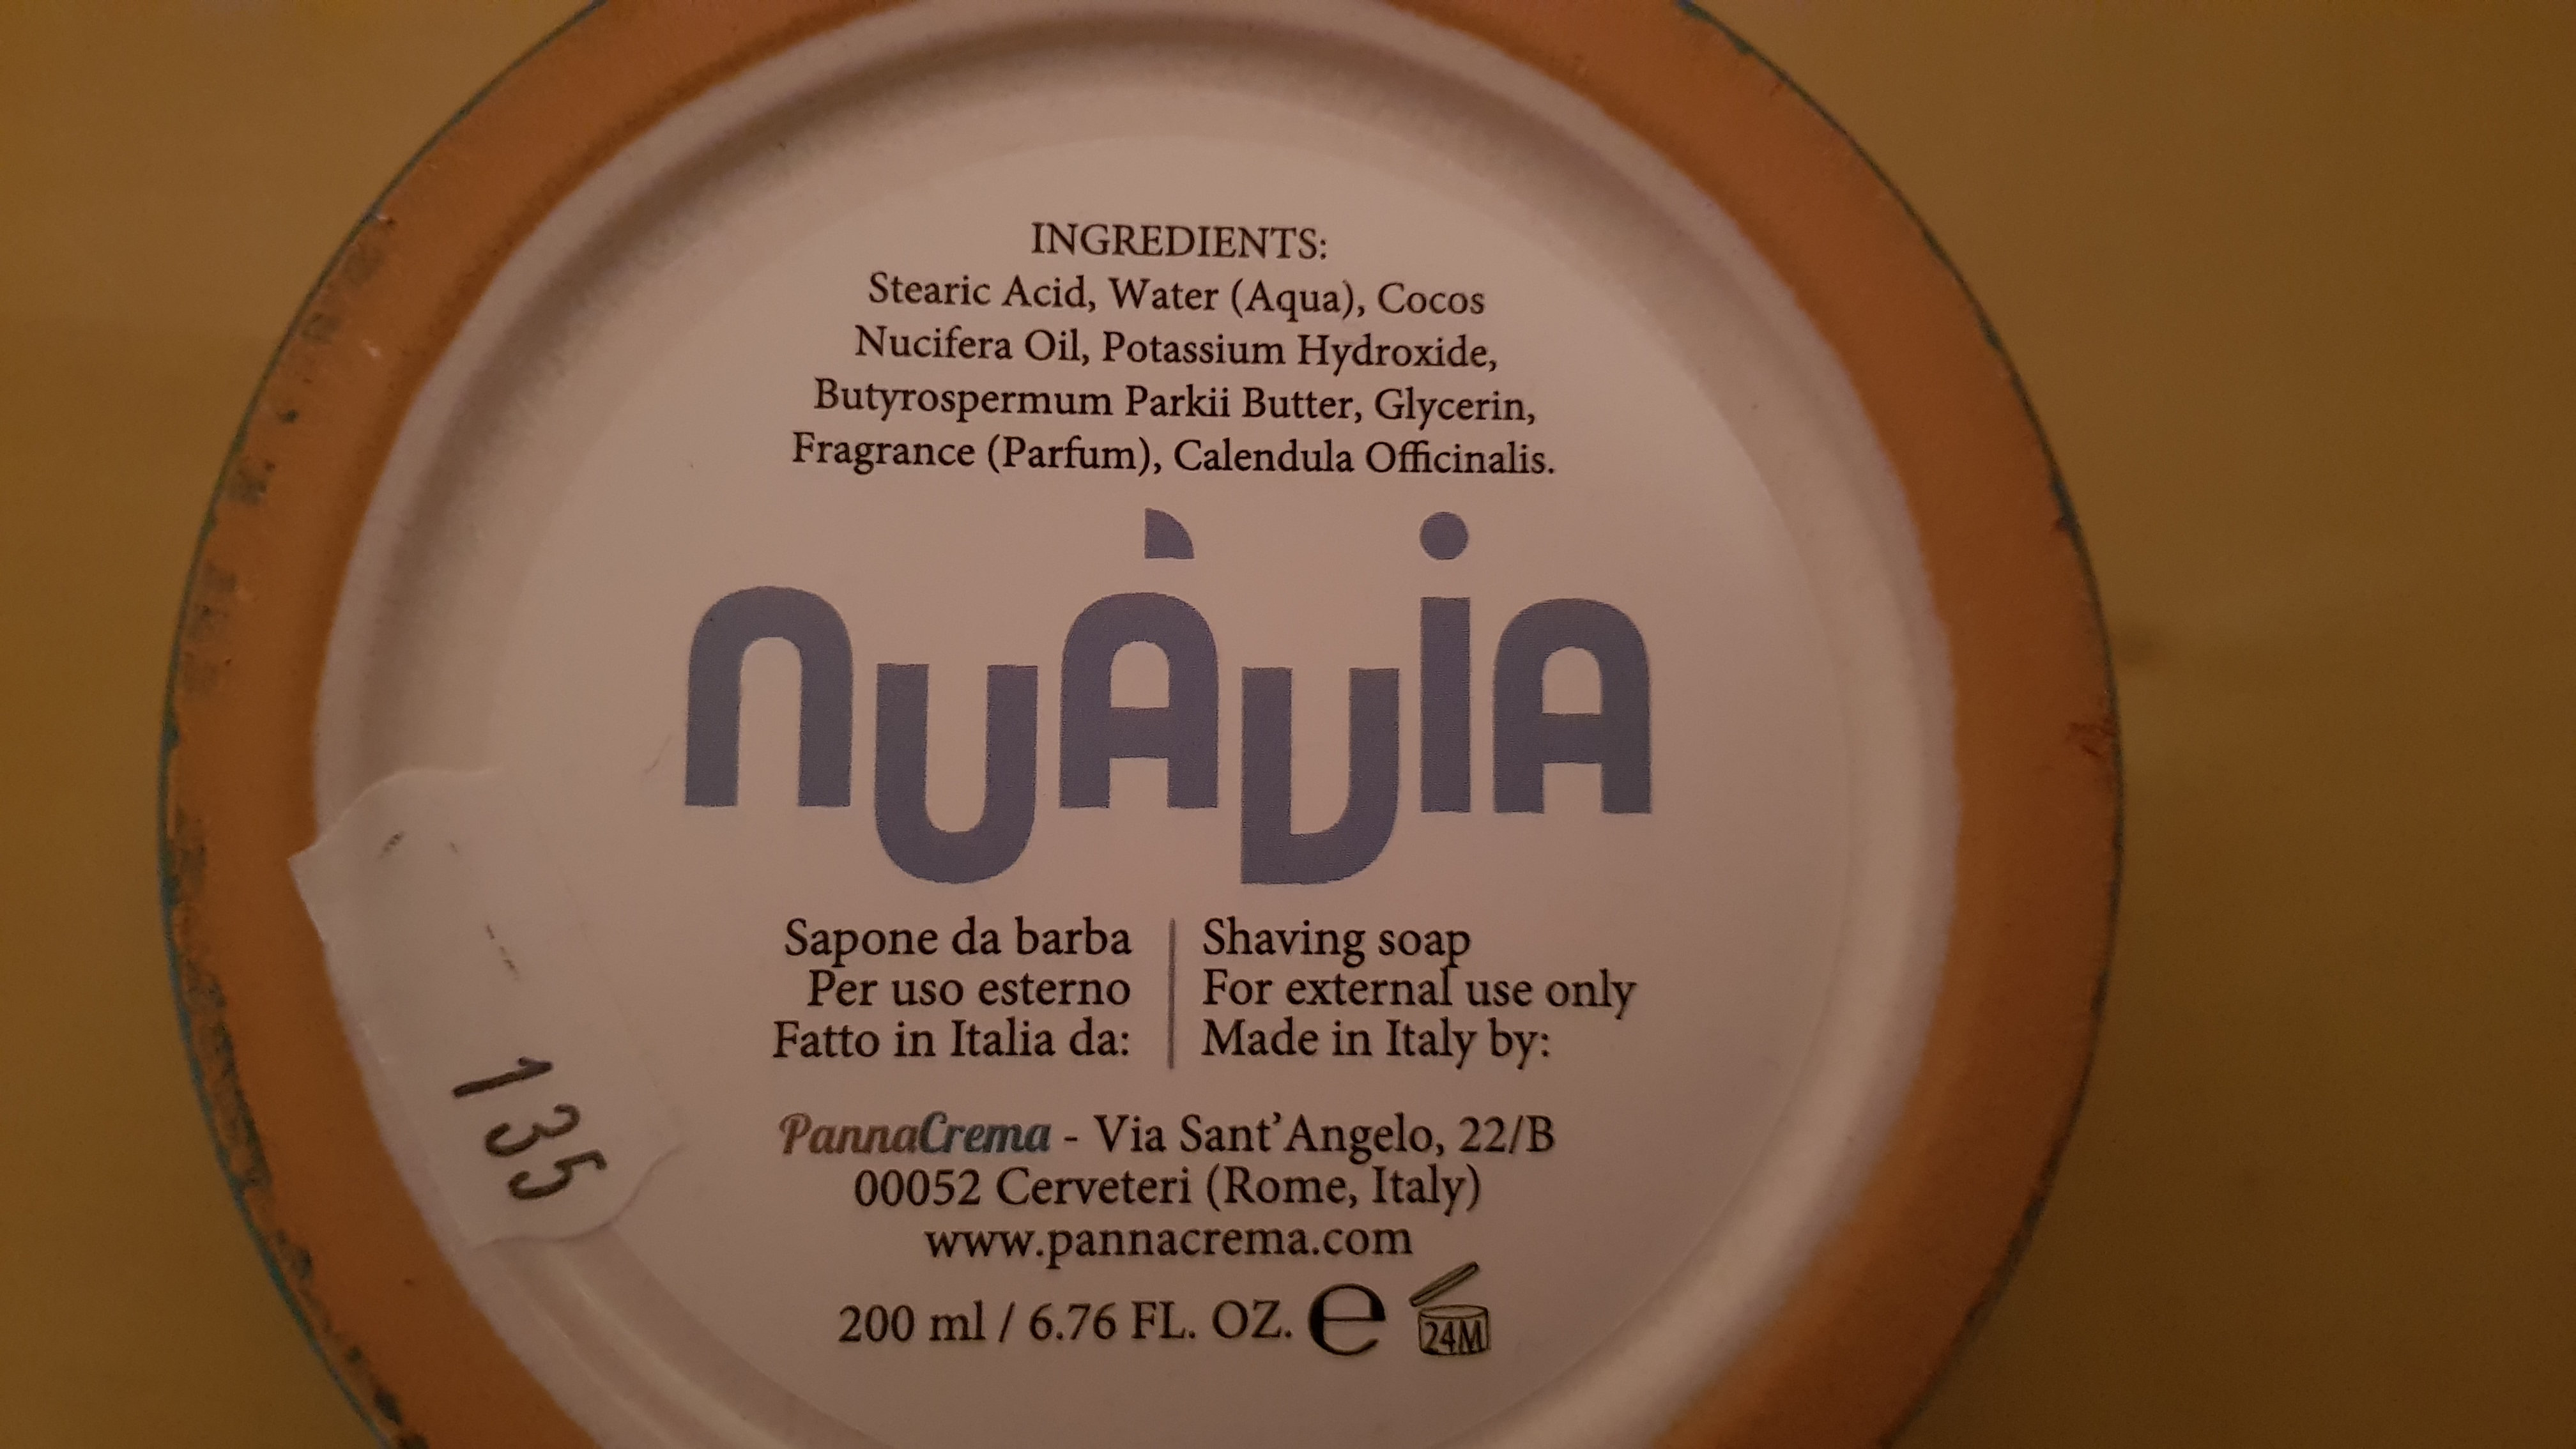 INGREDIENTS:
Stearic Acid, Water (Aqua), Cocos
Nucifera Oil, Potassium Hydroxide,
Butyrospermum Parkii Butter, Glycerin,
Fragrance (Parfum), Calendula Officinalis.
nuÀviA
Sapone da barba
Per uso esterno
Fatto in Italia da:
Shaving soap
For external use only
Made in Italy by:
PannaCrema - Via Sant’Angelo, 22/B
00052 Cerveteri (Rome, Italy)
www.pannacrema.com
200 ml / 6.76 FL. OZ. e 24M
135